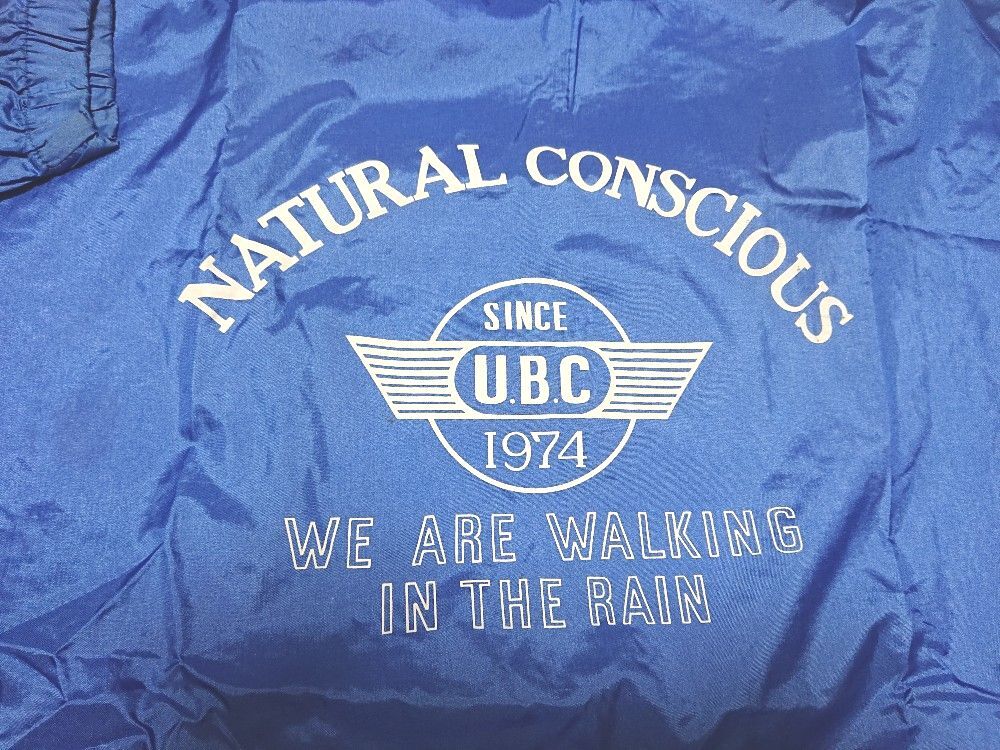 NATURAL CONSCIOUS
SINCE
U.B.C
1974
WE ARE WALKING
IN THE RAIN